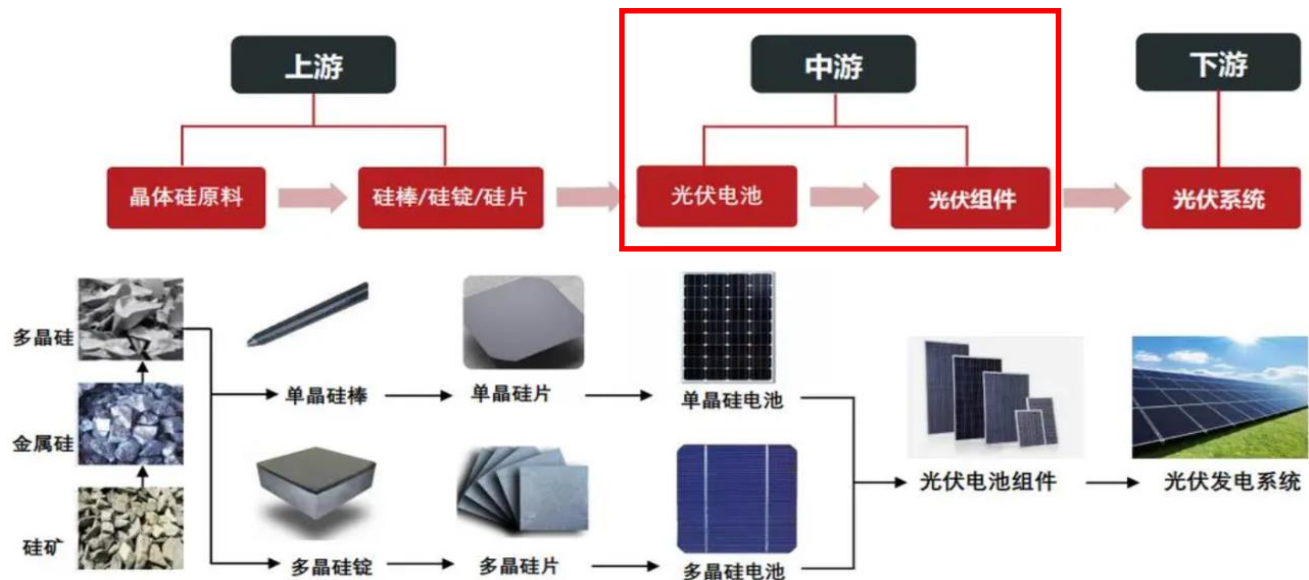 上游
中游
下游
晶体硅原料
硅棒/硅锭/硅片
光伏电池
光伏组件
光伏系统
多晶硅
金属硅
硅矿
单晶硅棒
单晶硅片
单晶硅电池
多晶硅锭
多晶硅片
多晶硅电池
光伏电池组件
光伏发电系统